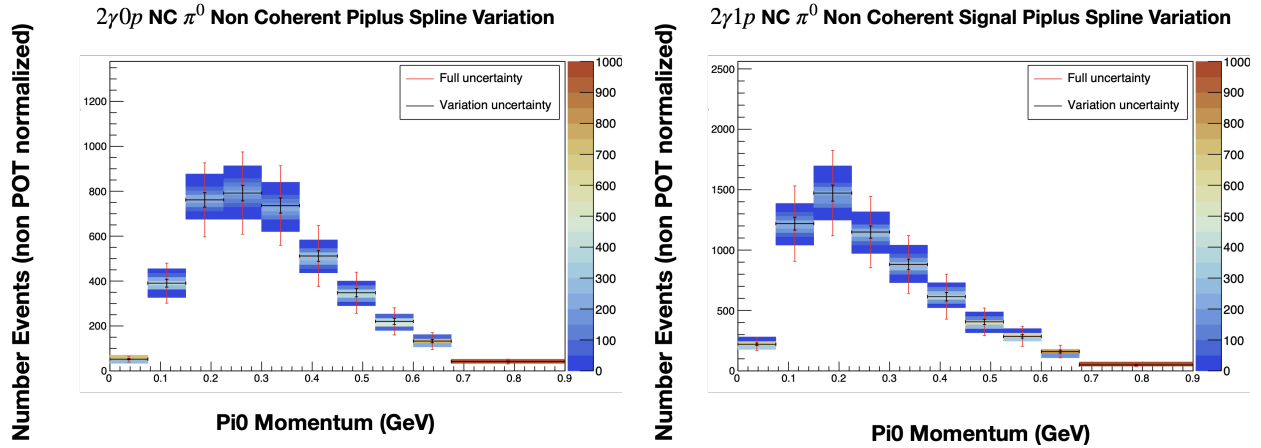 2γ0p NC π⁰ Non Coherent Piplus Spline Variation
Number Events (non POT normalized)
Full uncertainty
Variation uncertainty
1200
1000
800
600
400
200
0
0 0.1 0.2 0.3 0.4 0.5 0.6 0.7 0.8 0.9
1000
900
800
700
600
500
400
300
200
100
0
Pi0 Momentum (GeV)
2γ1p NC π⁰ Non Coherent Signal Piplus Spline Variation
Number Events (non POT normalized)
Full uncertainty
Variation uncertainty
2500
2000
1500
1000
500
0
0 0.1 0.2 0.3 0.4 0.5 0.6 0.7 0.8 0.9
1000
900
800
700
600
500
400
300
200
100
0
Pi0 Momentum (GeV)